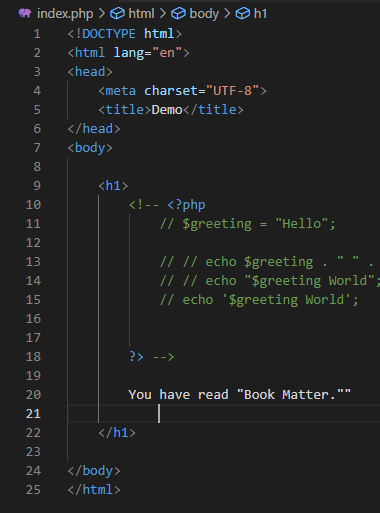 index.php > html > body > h1
1 <!DOCTYPE html>
2 <html lang="en">
3 <head>
4     <meta charset="UTF-8">
5     <title>Demo</title>
6 </head>
7 <body>
8
9     <h1>
10         <!-- <?php
11             // $greeting = "Hello";
12
13             // // echo $greeting . " " .
14             // // echo "$greeting World";
15             // echo '$greeting World';
16
17
18         ?> -->
19
20         You have read "Book Matter.""
21
22     </h1>
23
24 </body>
25 </html>